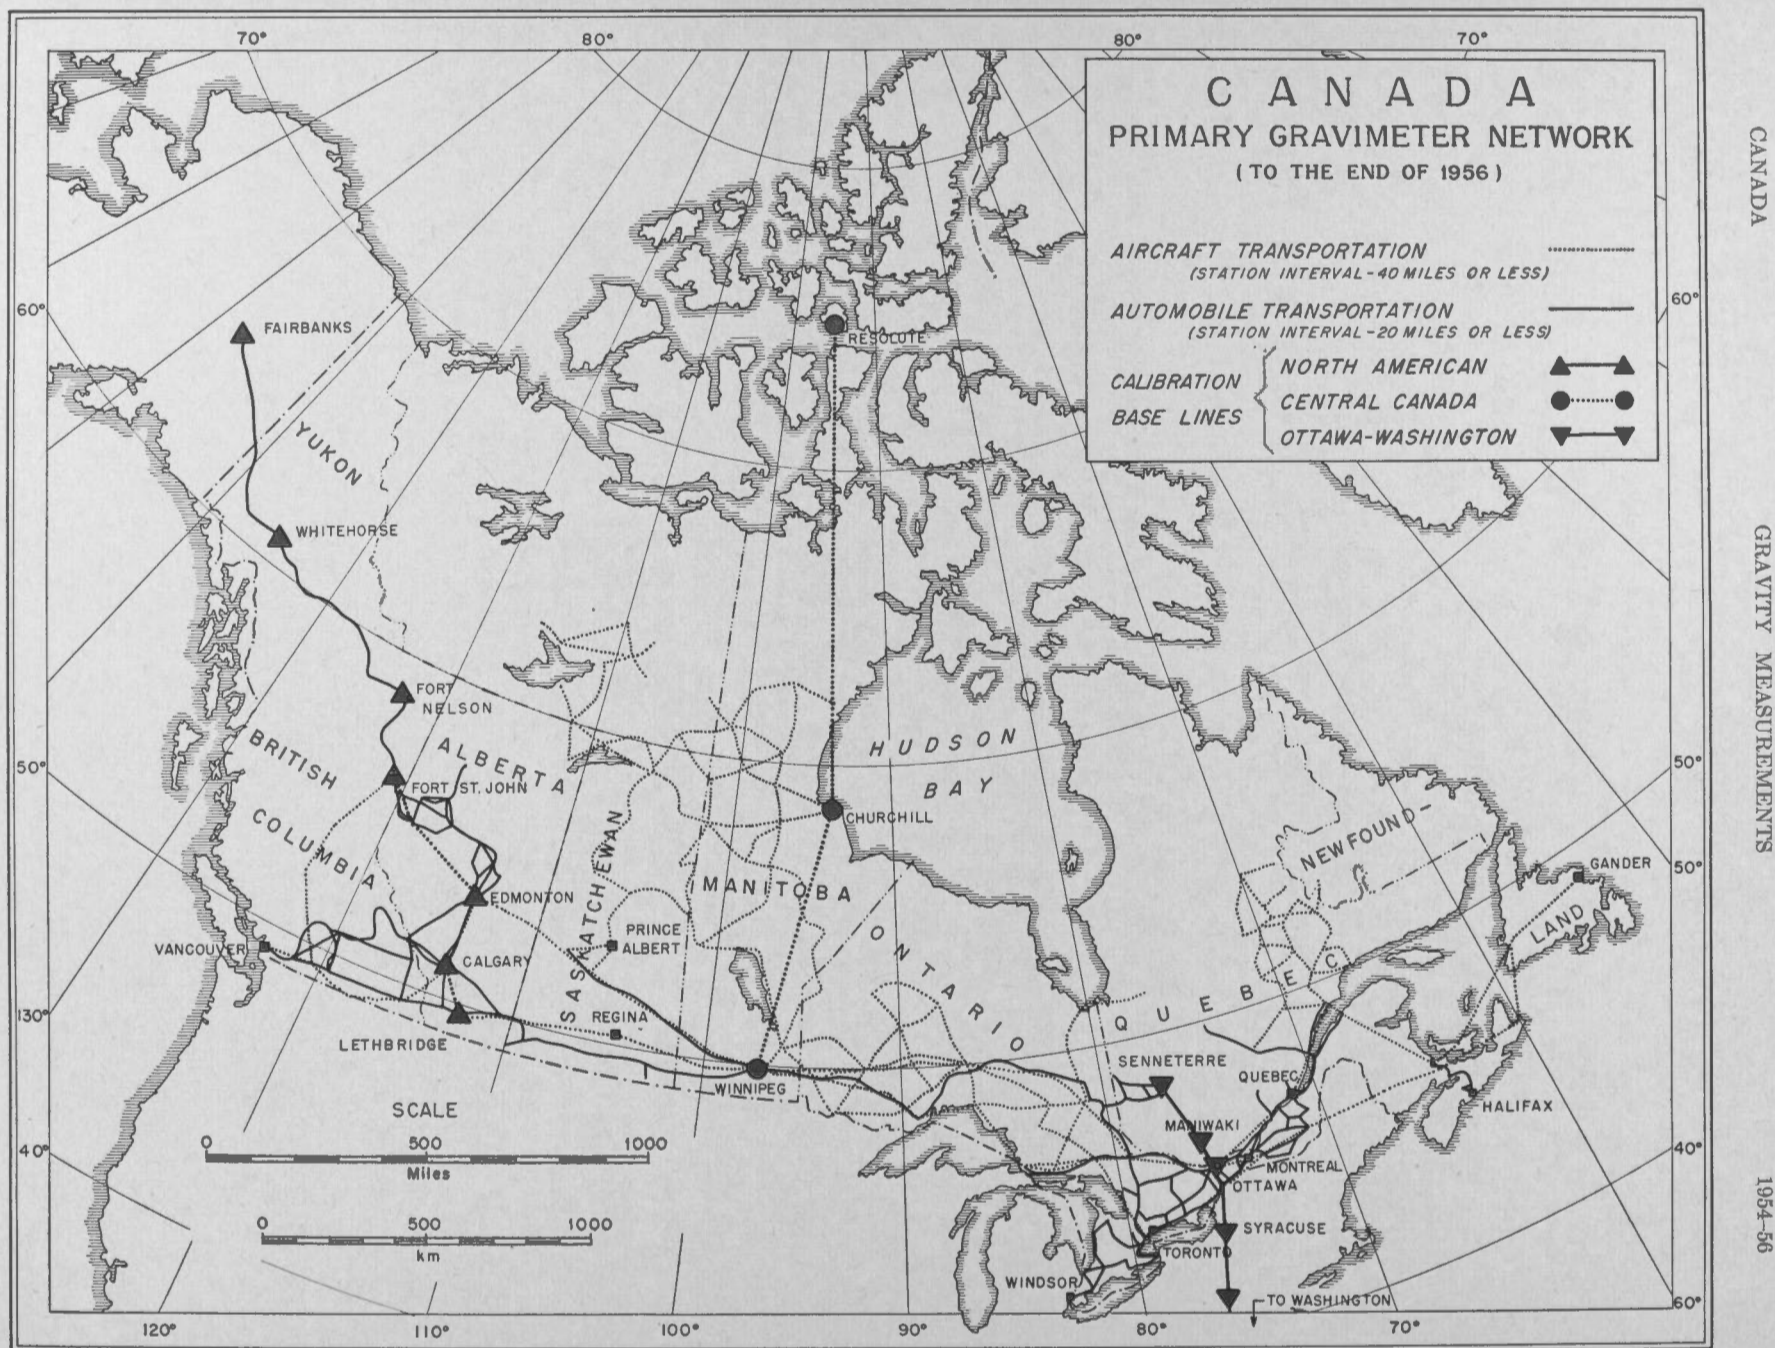 70°
80°
80°
70°
CANADA
PRIMARY GRAVIMETER NETWORK
(TO THE END OF 1956)
AIRCRAFT TRANSPORTATION
(STATION INTERVAL-40 MILES OR LESS)
AUTOMOBILE TRANSPORTATION
(STATION INTERVAL-20 MILES OR LESS)
CALIBRATION
BASE LINES
NORTH AMERICAN
CENTRAL CANADA
OTTAWA-WASHINGTON
60°
60°
FAIRBANKS
RESOLUTE
YUKON
WHITEHORSE
FORT
NELSON
BRITISH
COLUMBIA
ALBERTA
FORT ST. JOHN
HUDSON
BAY
50°
50°
CHURCHILL
SASKATCHEWAN
MANITOBA
NEWFOUND-
LAND
GANDER
50°
EDMONTON
PRINCE
ALBERT
VANCOUVER
CALGARY
ONTARIO
QUEBEC
130°
REGINA
LETHBRIDGE
WINNIPEG
SENNETERRE
QUEBEC
HALIFAX
MANIWAKI
MONTREAL
OTTAWA
SYRACUSE
TORONTO
WINDSOR
TO WASHINGTON
SCALE
0 500 1000
Miles
0 500 1000
km
40°
40°
60°
120°
110°
100°
90°
80°
70°
CANADA
GRAVITY MEASUREMENTS
1954-56